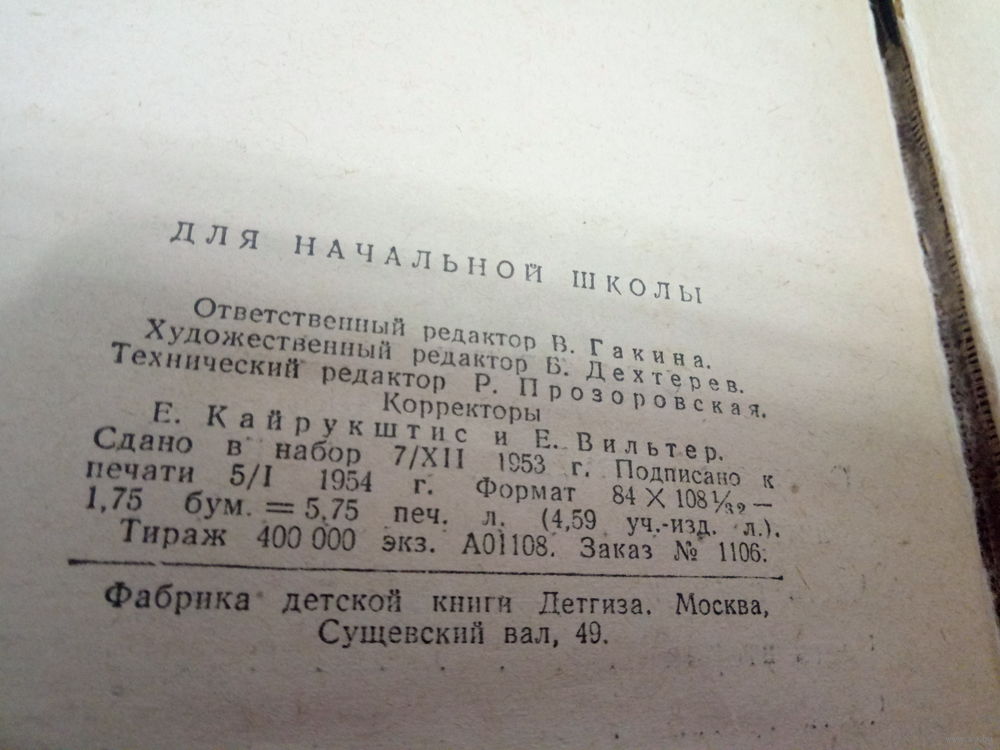 ДЛЯ НАЧАЛЬНОЙ ШКОЛЫ
Ответственный редактор В. Гакина.
Художественный редактор Б. Дехтерев.
Технический редактор Р. Прозоровская.
Корректоры
Е. Кайрукштис и Е. Вильтер.
Сдано в набор 7/XII 1953 г. Подписано к
печати 5/I 1954 г. Формат 84 × 108 1/32 —
1,75 бум. = 5,75 печ. л. (4,59 уч.-изд. л.).
Тираж 400 000 экз. А01108. Заказ № 1106.
Фабрика детской книги Детгиза. Москва,
Сущевский вал, 49.